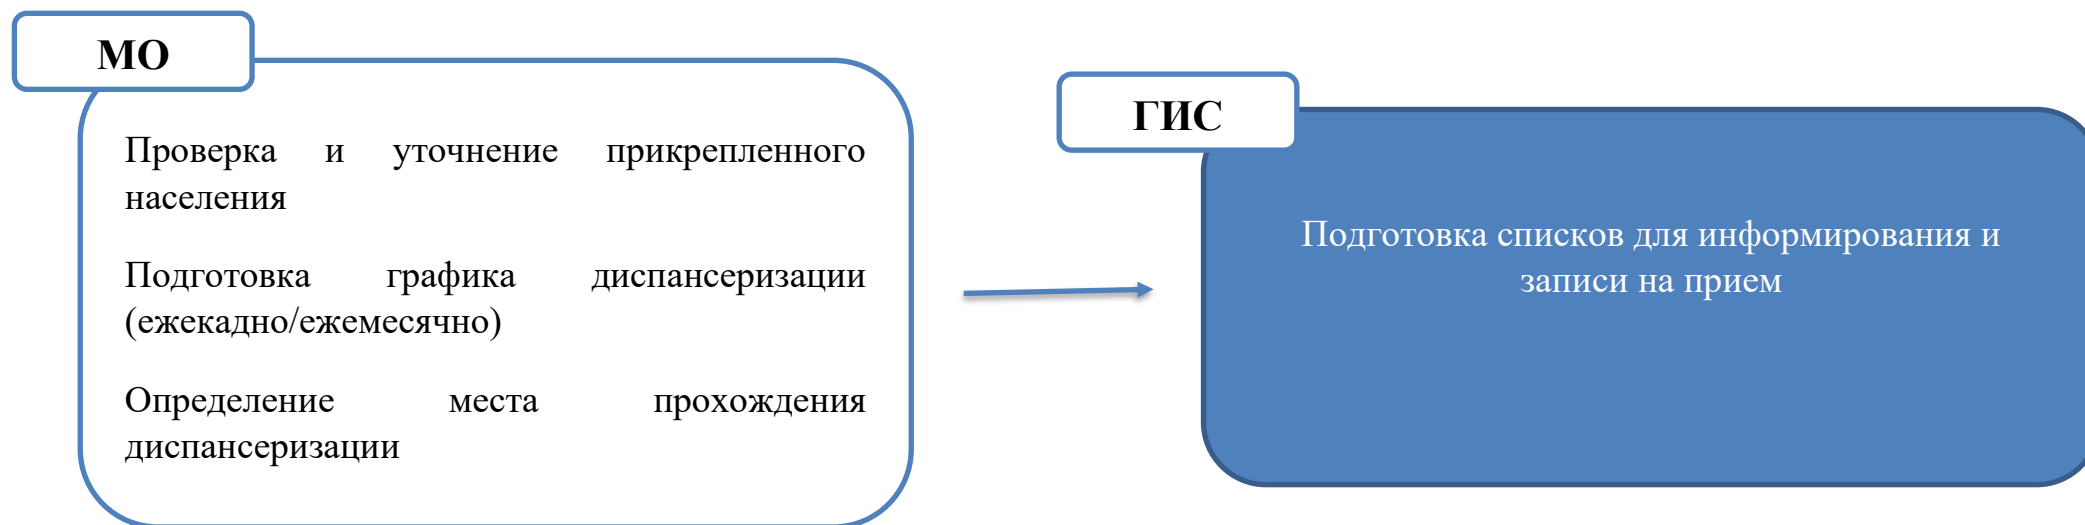 МО
Проверка и уточнение прикрепленного
населения
Подготовка графика диспансеризации
(ежекадно/ежемесячно)
Определение места прохождения
диспансеризации
ГИС
Подготовка списков для информирования и
записи на прием